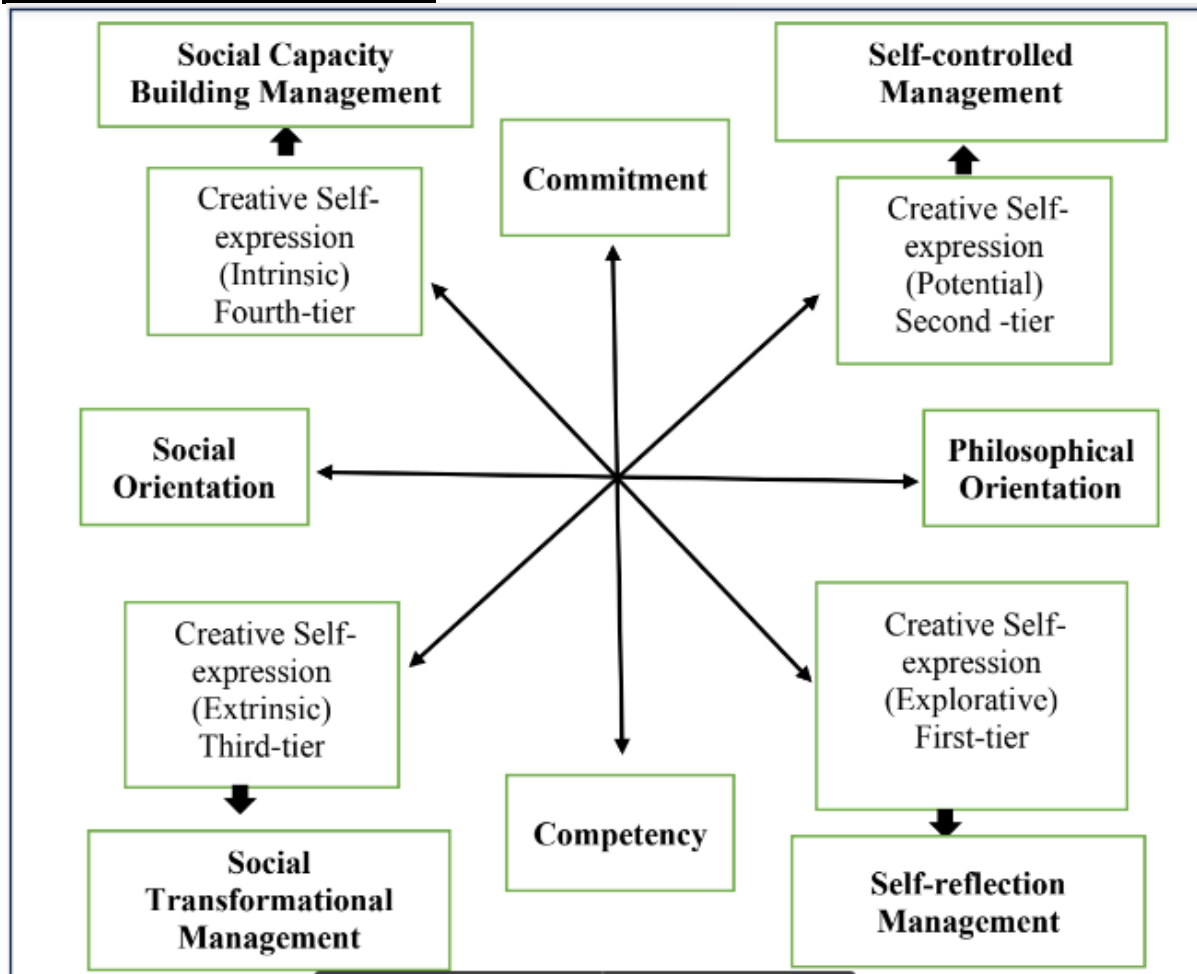 Social Capacity
Building Management
Self-controlled
Management
Commitment
Creative Self-
expression
(Intrinsic)
Fourth-tier
Creative Self-
expression
(Potential)
Second -tier
Social
Orientation
Philosophical
Orientation
Creative Self-
expression
(Extrinsic)
Third-tier
Creative Self-
expression
(Explorative)
First-tier
Competency
Social
Transformational
Management
Self-reflection
Management